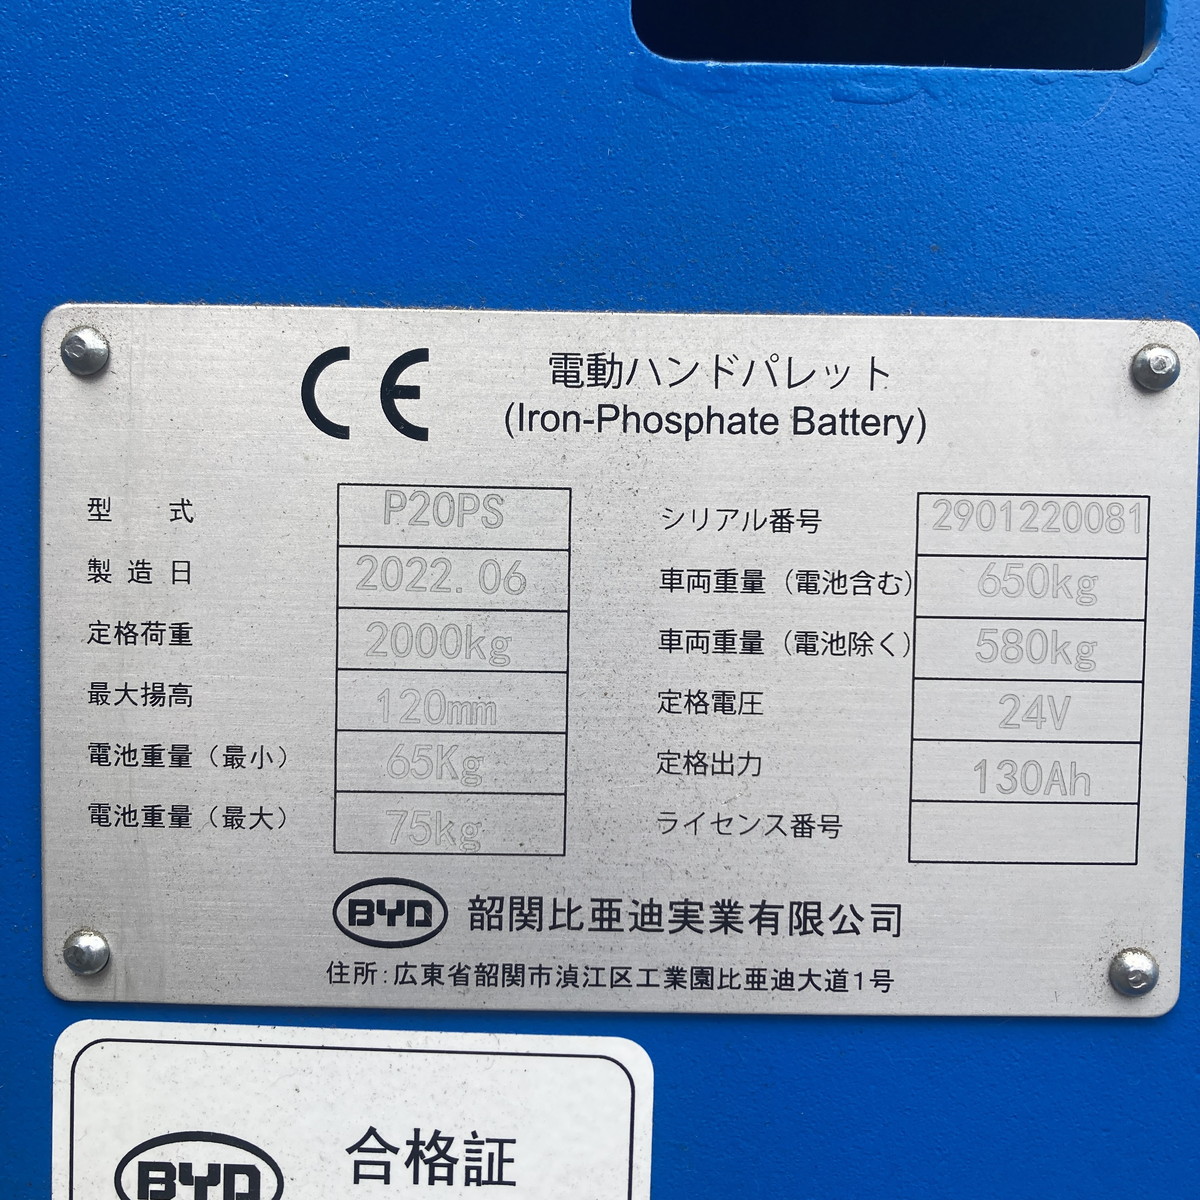 CE
電動ハンドパレット
(Iron-Phosphate Battery)
型 式 P20PS
製造日 2022.06
定格荷重 2000kg
最大揚高 120mm
電池重量（最小） 65Kg
電池重量（最大） 75kg
シリアル番号 2901220081
車両重量（電池含む） 650kg
車両重量（電池除く） 580kg
定格電圧 24V
定格出力 130Ah
ライセンス番号
BYD 韶関比亜迪実業有限公司
住所:広東省韶関市湞江区工業園比亜迪大道1号
BYD 合格証